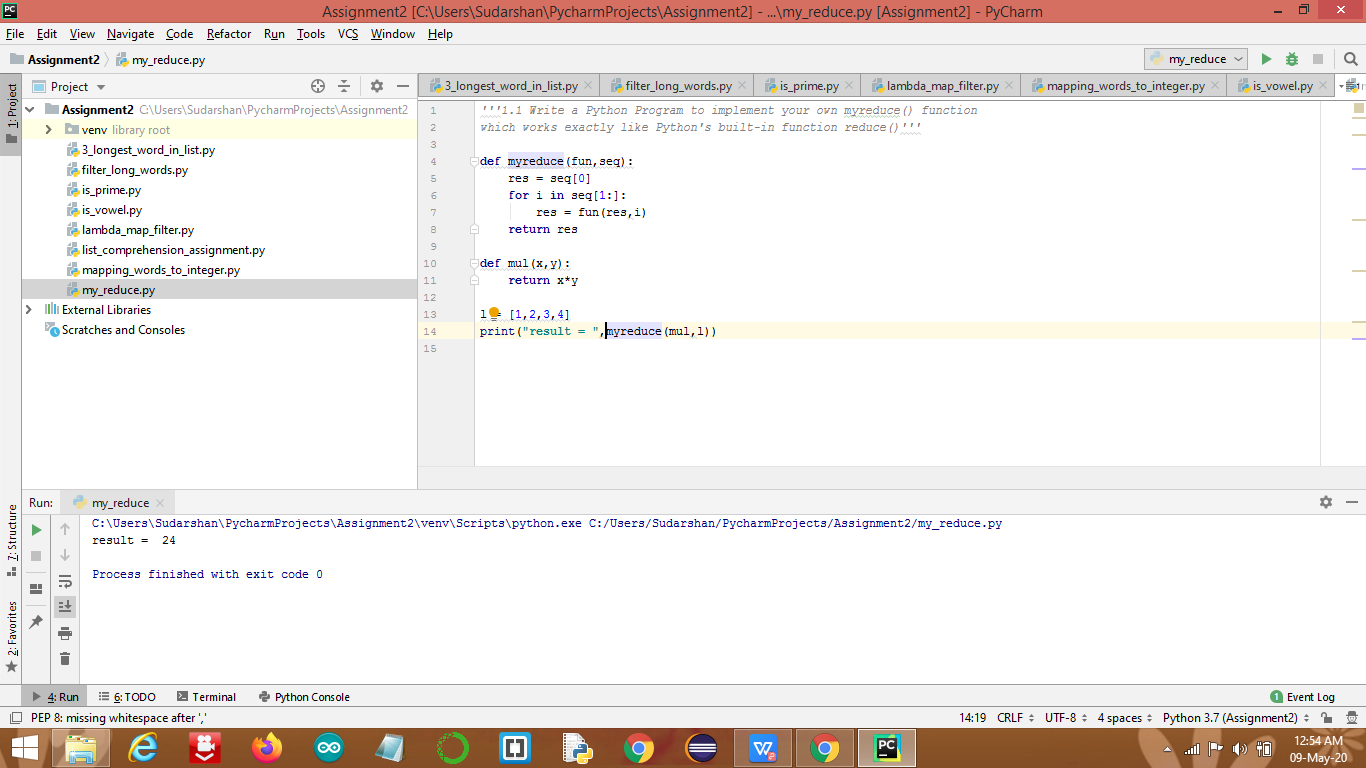 Assignment2 [C:\Users\Sudarshan\PycharmProjects\Assignment2] - ...\my_reduce.py [Assignment2] - PyCharm
File Edit View Navigate Code Refactor Run Tools VCS Window Help
Assignment2 my_reduce.py
my_reduce
1: Project
Project
3_longest_word_in_list.py filter_long_words.py is_prime.py lambda_map_filter.py mapping_words_to_integer.py is_vowel.py
Assignment2 C:\Users\Sudarshan\PycharmProjects\Assignment2
venv library root
3_longest_word_in_list.py
filter_long_words.py
is_prime.py
is_vowel.py
lambda_map_filter.py
list_comprehension_assignment.py
mapping_words_to_integer.py
my_reduce.py
External Libraries
Scratches and Consoles
1 '''1.1 Write a Python Program to implement your own myreduce() function
2 which works exactly like Python's built-in function reduce()'''
3
4 def myreduce(fun,seq):
5 res = seq[0]
6 for i in seq[1:]:
7 res = fun(res,i)
8 return res
9
10 def mul(x,y):
11 return x*y
12
13 l = [1,2,3,4]
14 print("result = ",myreduce(mul,l))
15
Run: my_reduce
C:\Users\Sudarshan\PycharmProjects\Assignment2\venv\Scripts\python.exe C:/Users/Sudarshan/PycharmProjects/Assignment2/my_reduce.py
result =  24
Process finished with exit code 0
7: Structure
2: Favorites
4: Run 6: TODO Terminal Python Console 1 Event Log
PEP 8: missing whitespace after ',' 14:19 CRLF UTF-8 4 spaces Python 3.7 (Assignment2)
12:54 AM
09-May-20